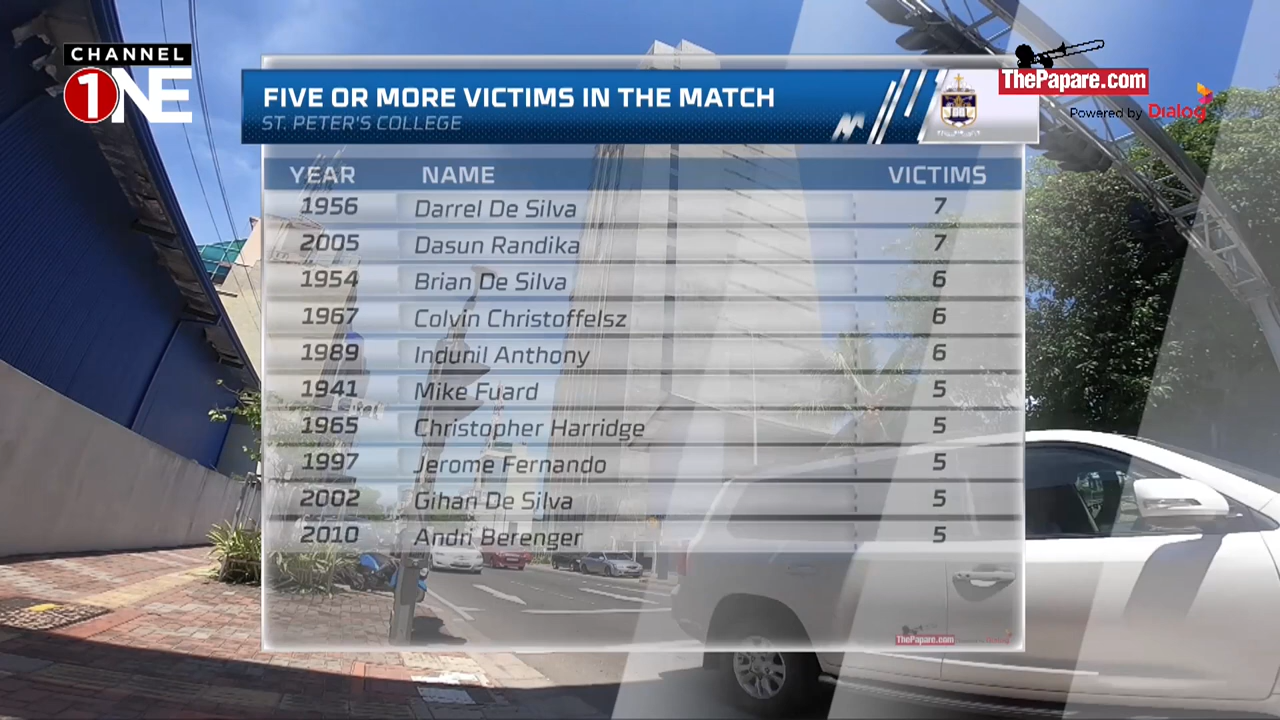 CHANNEL
1NE
ThePapare.com
Powered by Dialog
FIVE OR MORE VICTIMS IN THE MATCH
ST. PETER'S COLLEGE
YEAR NAME VICTIMS
1956 Darrel De Silva 7
2005 Dasun Randika 7
1954 Brian De Silva 6
1967 Colvin Christoffelsz 6
1989 Indunil Anthony 6
1941 Mike Fuard 5
1965 Christopher Harridge 5
1997 Jerome Fernando 5
2002 Gihan De Silva 5
2010 Andri Berenger 5
ThePapare.com